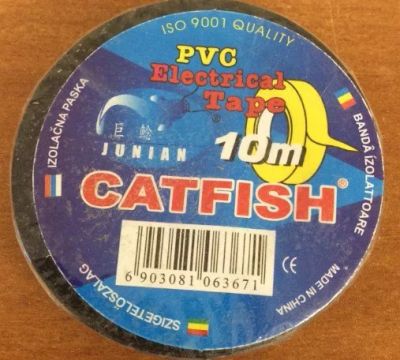 ISO 9001 QUALITY
PVC
Electrical
Tape
IZOLAČNA PASKA
BANDĂ IZOLATTOARE
JUNIAN
10m
CATFISH®
6 903081 063671
CE
MADE IN CHINA
SZIGETELŐSZALAG